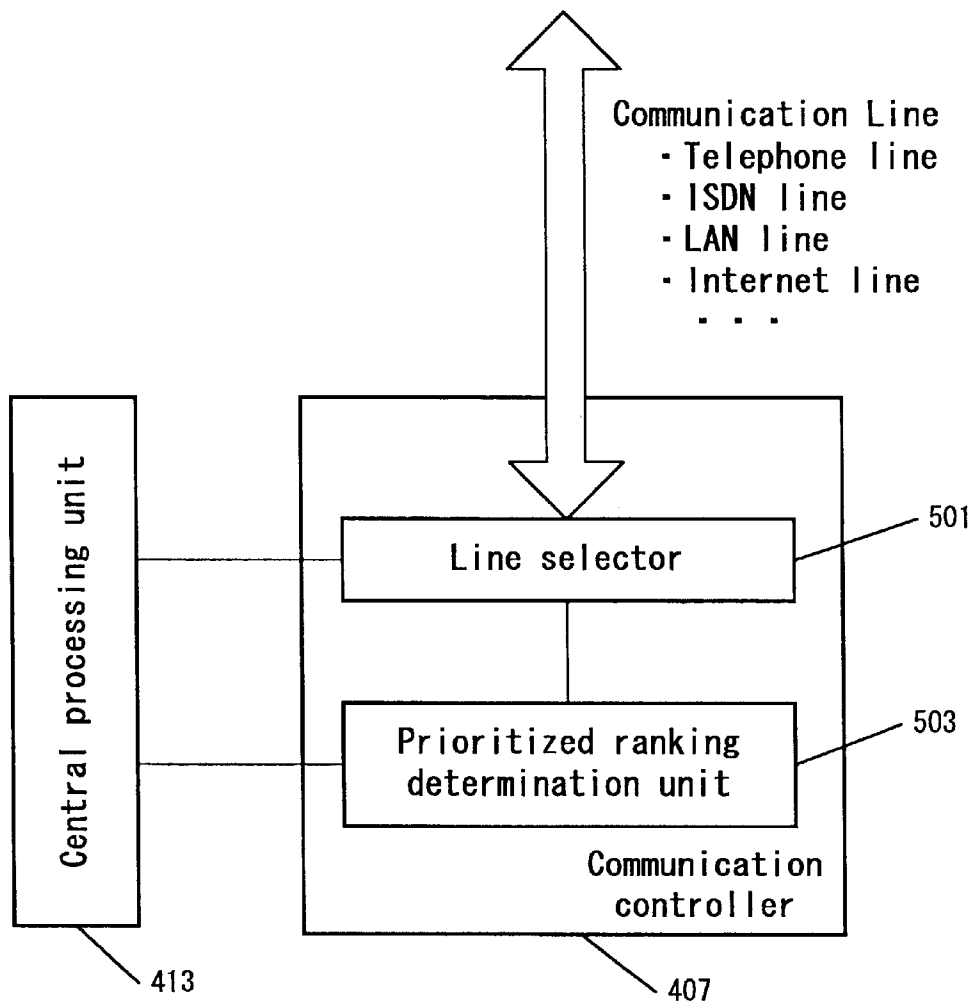 Communication Line
・Telephone line
・ISDN line
・LAN line
・Internet line
・・・
Central processing unit
Line selector
501
Prioritized ranking
determination unit
503
Communication
controller
413
407